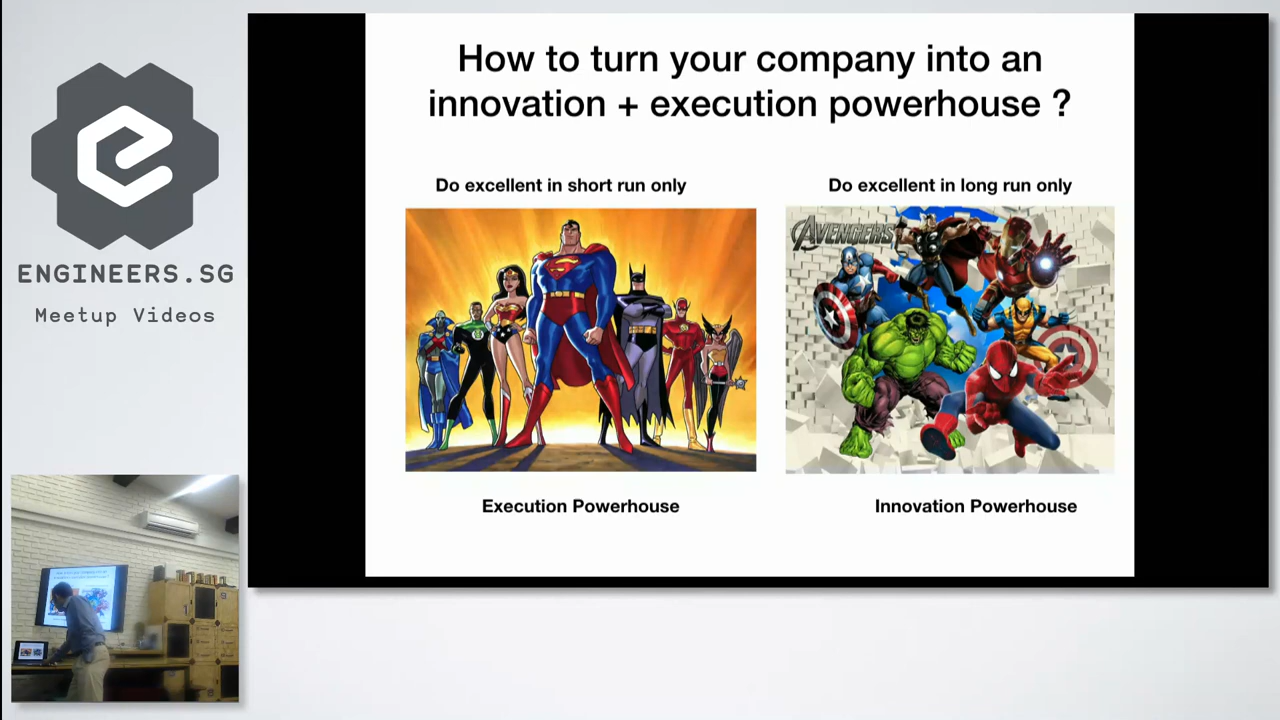 How to turn your company into an
innovation + execution powerhouse ?
Do excellent in short run only
Do excellent in long run only
AVENGERS
Execution Powerhouse
Innovation Powerhouse
ENGINEERS.SG
Meetup Videos